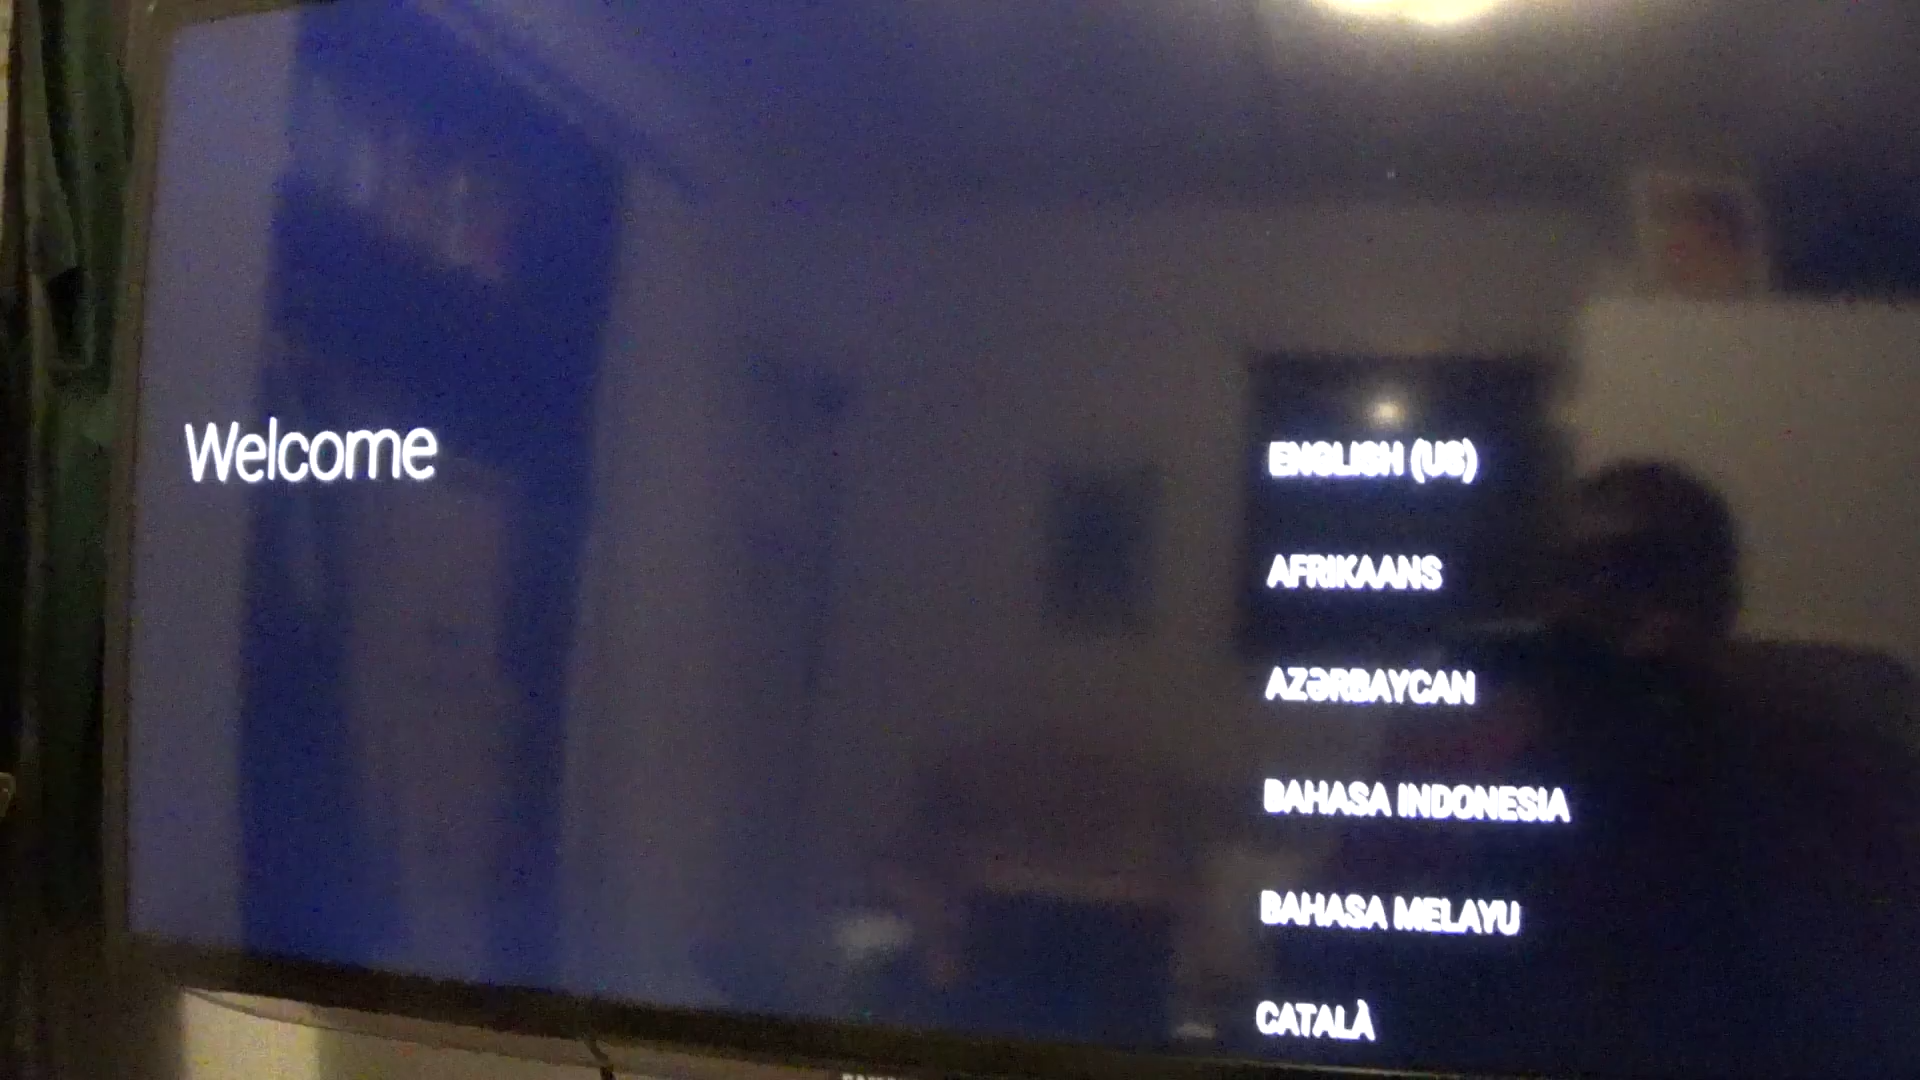 Welcome
ENGLISH (US)
AFRIKAANS
AZƏRBAYCAN
BAHASA INDONESIA
BAHASA MELAYU
CATALÀ